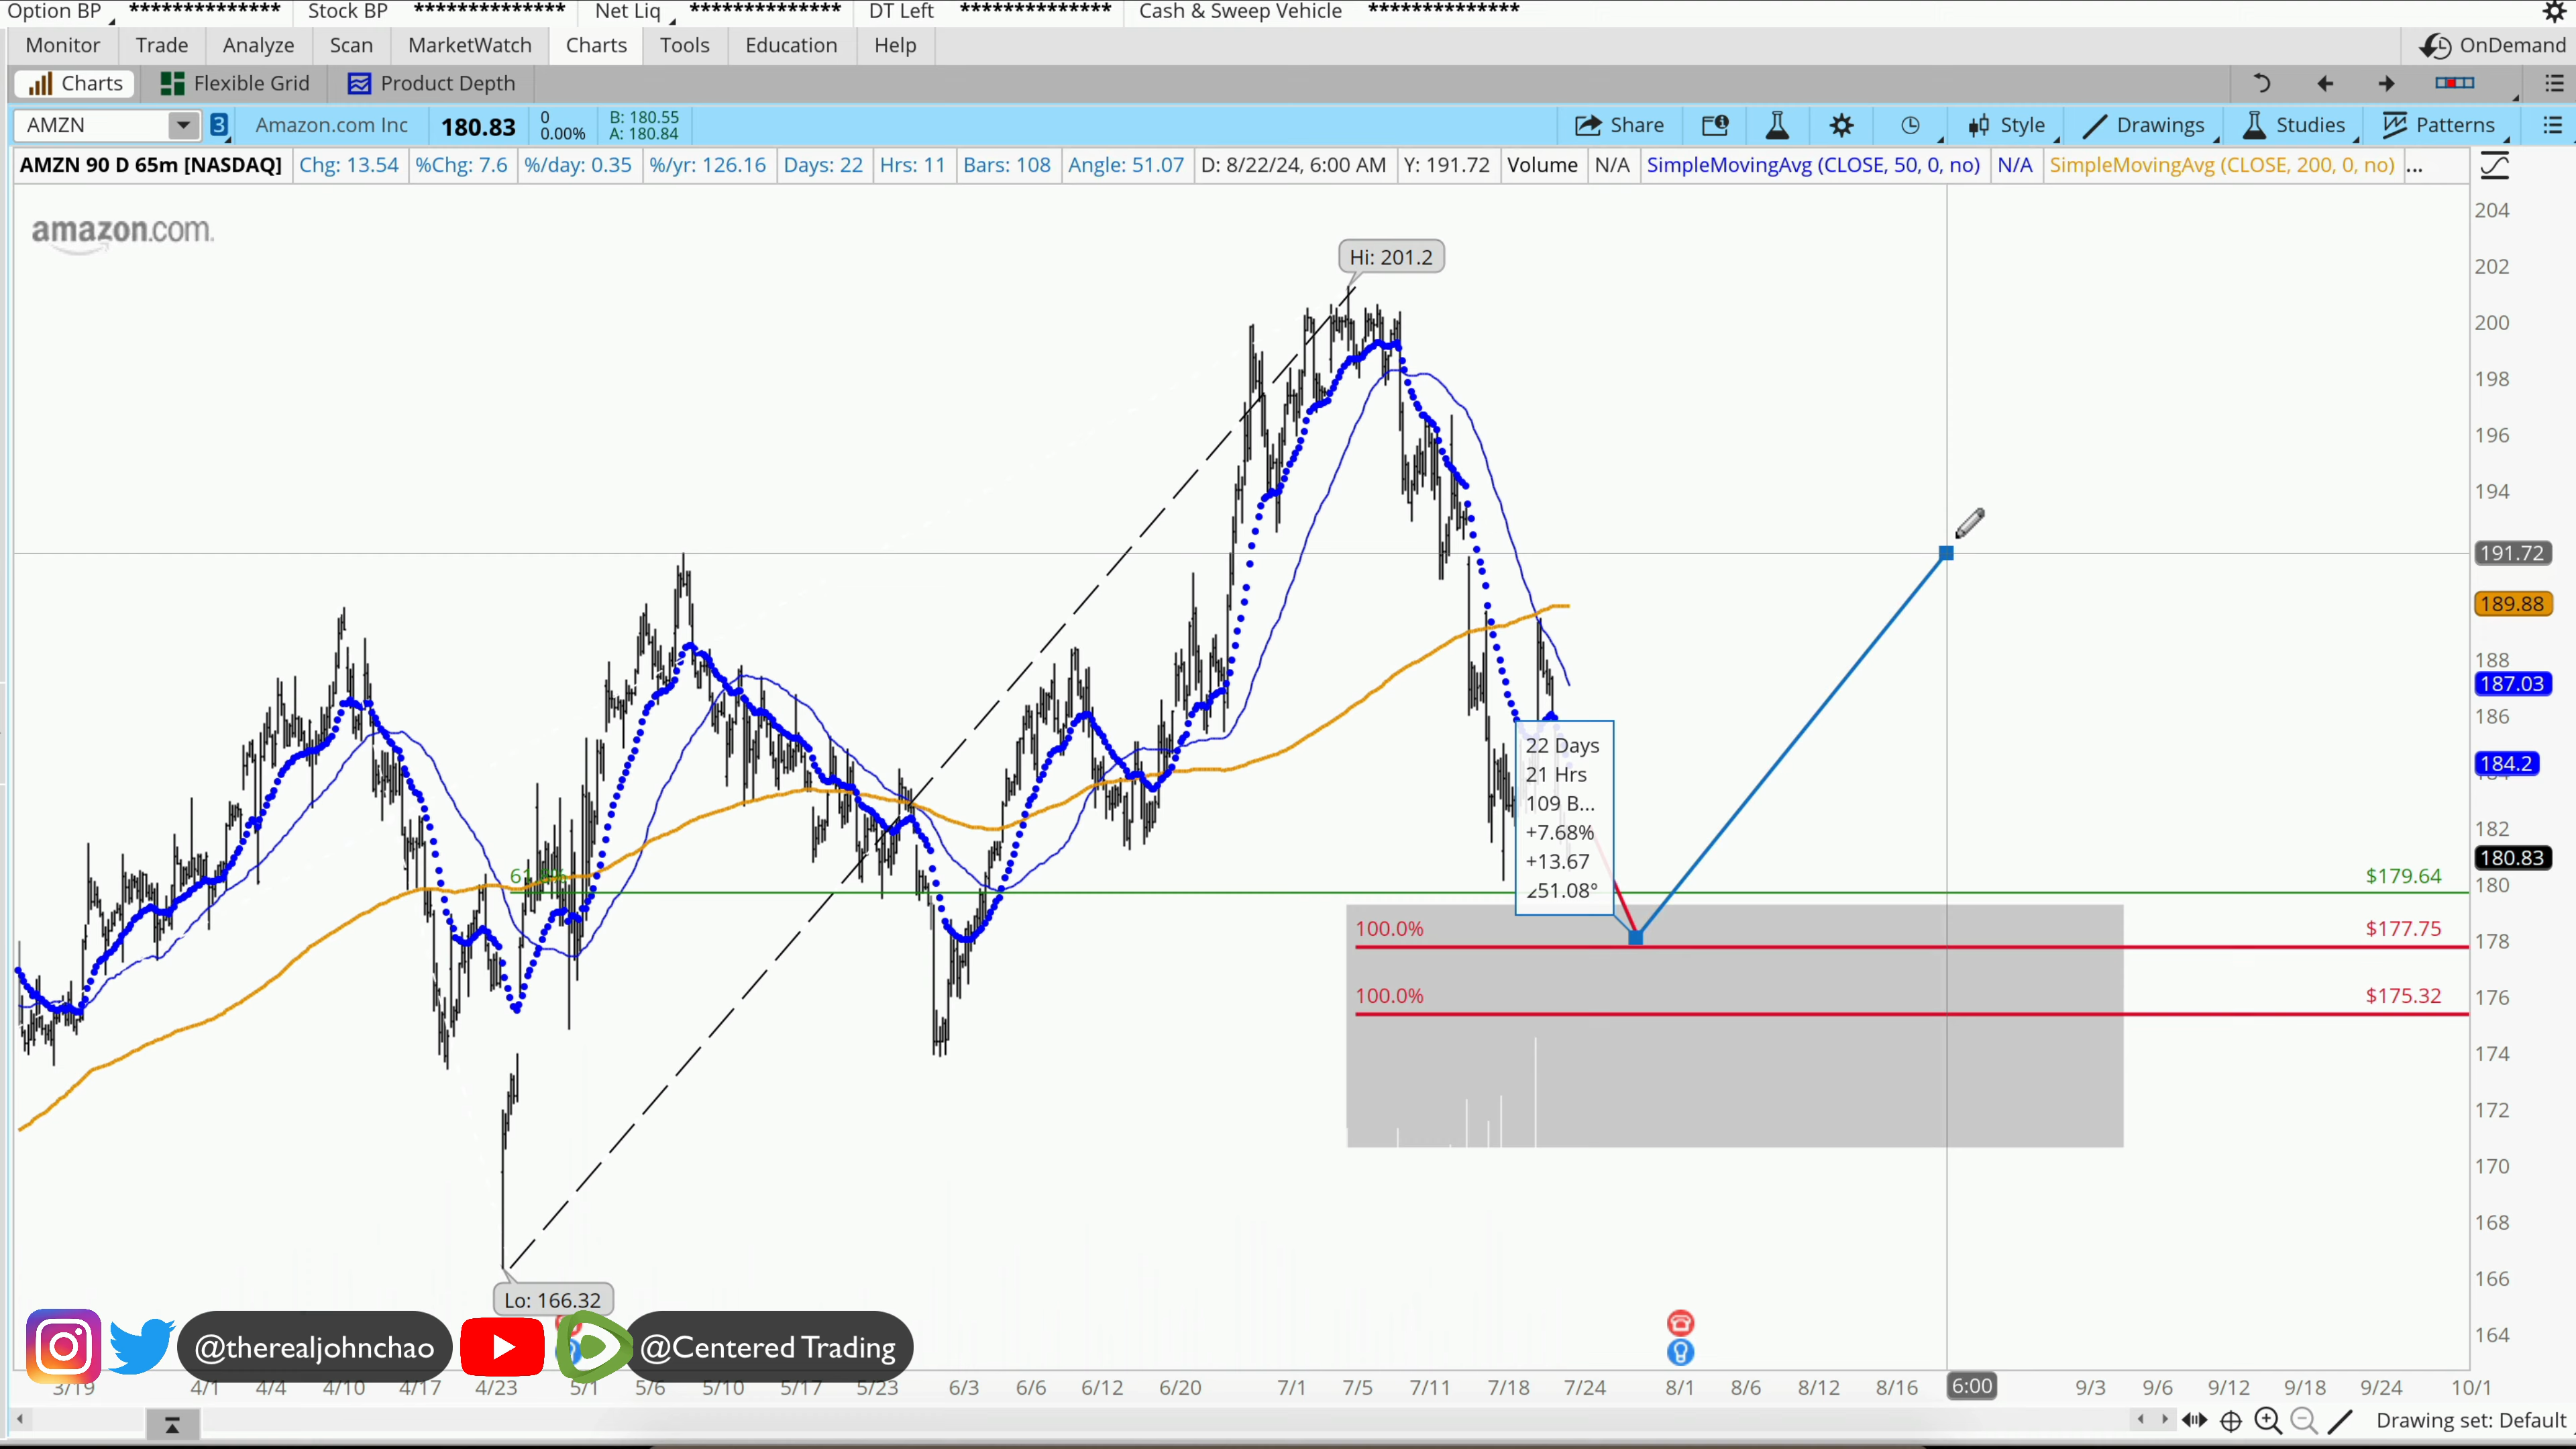 Option BP ************** Stock BP ************** Net Liq ************** DT Left ************** Cash & Sweep Vehicle **************
Monitor Trade Analyze Scan MarketWatch Charts Tools Education Help OnDemand
Charts Flexible Grid Product Depth
AMZN 3 Amazon.com Inc 180.83 0 0.00% B: 180.55 A: 180.84 Share Style Drawings Studies Patterns
AMZN 90 D 65m [NASDAQ] Chg: 13.54 %Chg: 7.6 %/day: 0.35 %/yr: 126.16 Days: 22 Hrs: 11 Bars: 108 Angle: 51.07 D: 8/22/24, 6:00 AM Y: 191.72 Volume N/A SimpleMovingAvg (CLOSE, 50, 0, no) N/A SimpleMovingAvg (CLOSE, 200, 0, no) ...
amazon.com.
Hi: 201.2
204
202
200
198
196
194
191.72
189.88
188
187.03
186
184.2
182
180.83
180
178
176
174
172
170
168
166
164
22 Days
21 Hrs
109 B...
+7.68%
+13.67
251.08°
$179.64
100.0% $177.75
100.0% $175.32
Lo: 166.32
@therealjohnchao @Centered Trading
3/19 4/1 4/4 4/10 4/17 4/23 5/1 5/6 5/10 5/17 5/23 6/3 6/6 6/12 6/20 7/1 7/5 7/11 7/18 7/24 8/1 8/6 8/12 8/16 6:00 9/3 9/6 9/12 9/18 9/24 10/1
Drawing set: Default